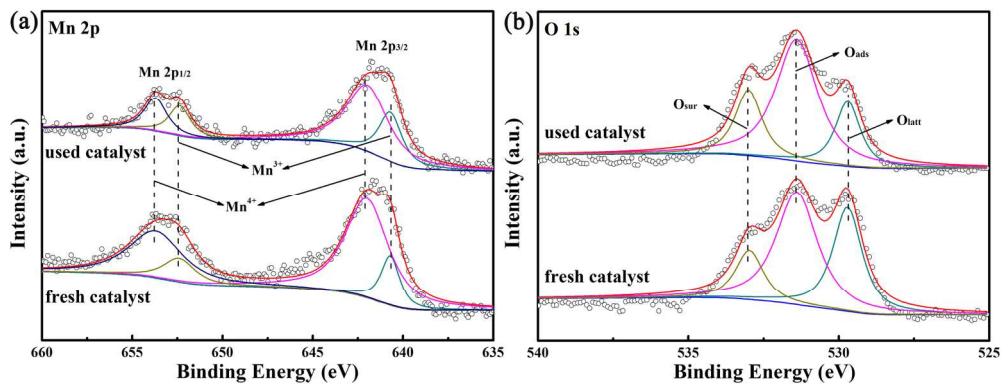 (a) Mn 2p
Mn 2p1/2
Mn 2p3/2
used catalyst
Mn3+
Mn4+
fresh catalyst
Intensity (a.u.)
660 655 650 645 640 635
Binding Energy (eV)
(b) O 1s
Oads
Osur
Olatt
used catalyst
fresh catalyst
Intensity (a.u.)
540 535 530 525
Binding Energy (eV)